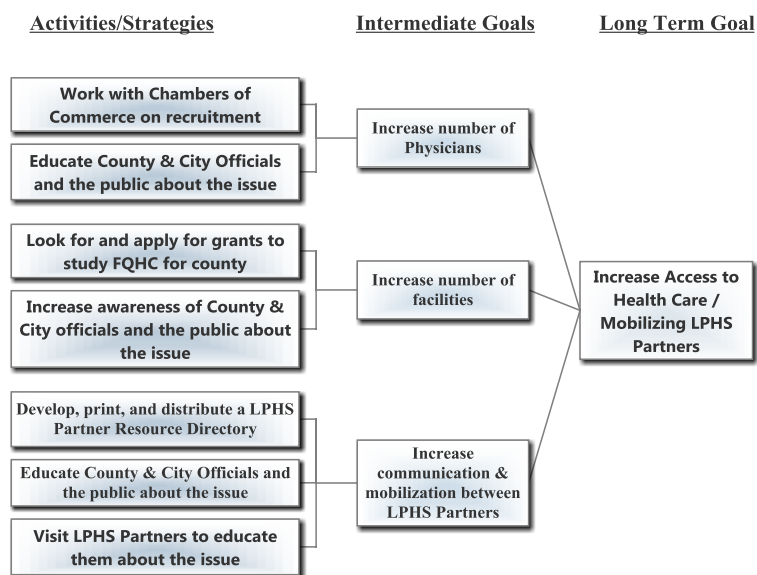 Activities/Strategies
Intermediate Goals
Long Term Goal
Work with Chambers of
Commerce on recruitment
Educate County & City Officials
and the public about the issue
Increase number of
Physicians
Look for and apply for grants to
study FQHC for county
Increase awareness of County &
City officials and the public about
the issue
Increase number of
facilities
Develop, print, and distribute a LPHS
Partner Resource Directory
Educate County & City Officials and
the public about the issue
Visit LPHS Partners to educate
them about the issue
Increase
communication &
mobilization between
LPHS Partners
Increase Access to
Health Care /
Mobilizing LPHS
Partners